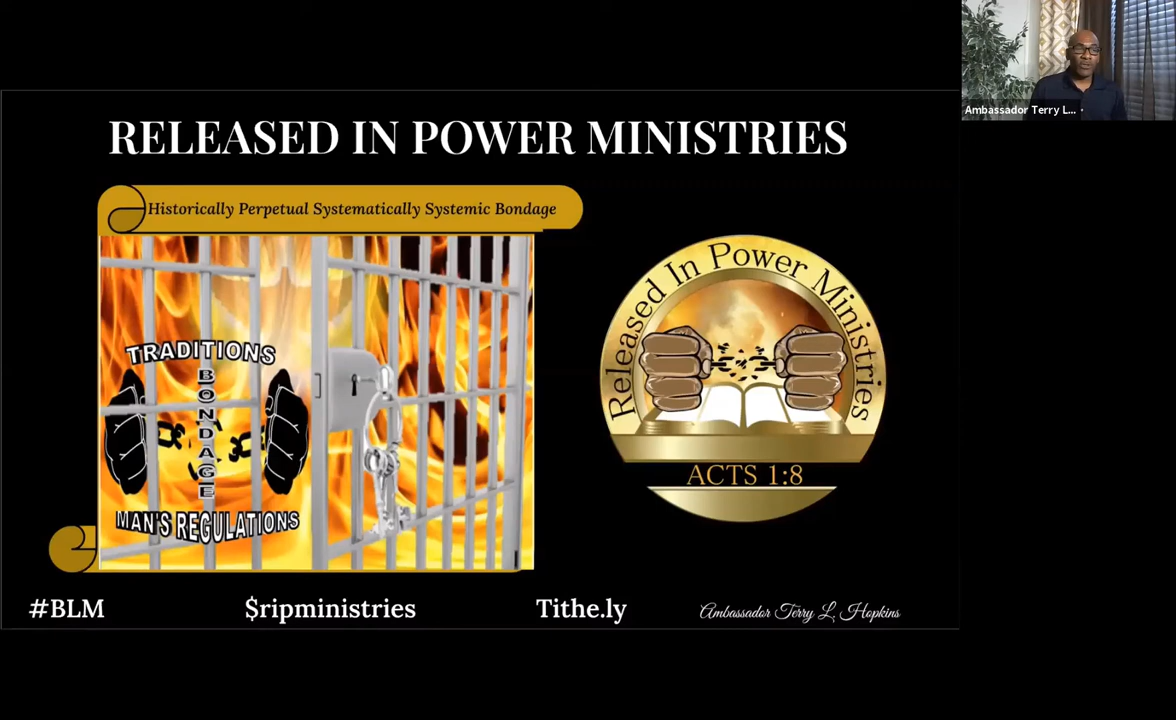 Ambassador Terry L...
RELEASED IN POWER MINISTRIES
Historically Perpetual Systematically Systemic Bondage
TRADITIONS
BONDAGE
MAN'S REGULATIONS
Released In Power Ministries
ACTS 1:8
#BLM
$ripministries
Tithe.ly
Ambassador Terry L. Hopkins